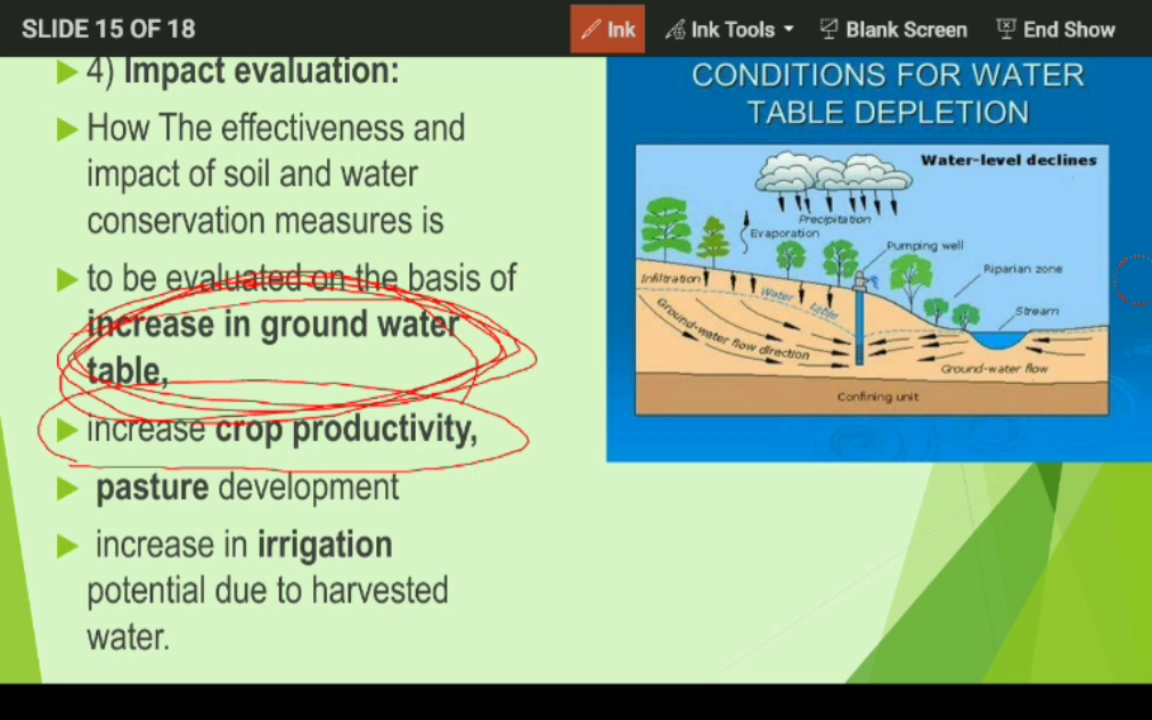 SLIDE 15 OF 18
Ink
Ink Tools
Blank Screen
End Show
4) Impact evaluation:
How The effectiveness and
impact of soil and water
conservation measures is
to be evaluated on the basis of
increase in ground water
table,
increase crop productivity,
pasture development
increase in irrigation
potential due to harvested
water.
CONDITIONS FOR WATER
TABLE DEPLETION
Water-level declines
Precipitation
Evaporation
Pumping well
Riparian zone
Infiltration
Water table
Stream
Ground-water flow direction
Ground-water flow
Confining unit